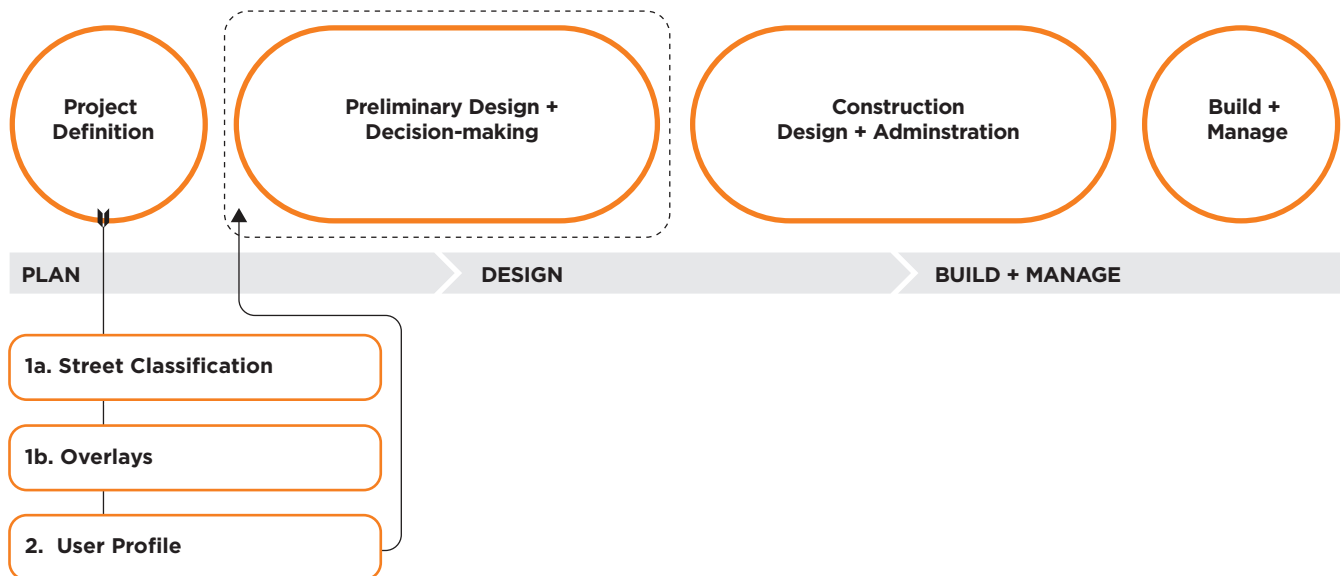 Project
Definition
Preliminary Design +
Decision-making
Construction
Design + Adminstration
Build +
Manage
PLAN
DESIGN
BUILD + MANAGE
1a. Street Classification
1b. Overlays
2. User Profile